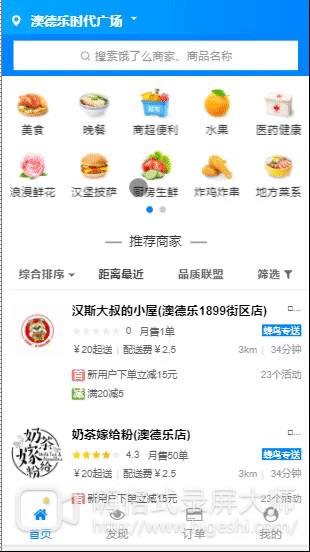 澳德乐时代广场
搜索饿了么商家、商品名称
美食 晚餐 商超便利 水果 医药健康
浪漫鲜花 汉堡披萨 厨房生鲜 炸鸡炸串 地方菜系
推荐商家
综合排序 距离最近 品质联盟 筛选
汉斯大叔的小屋(澳德乐1899街区店)
0 月售1单 蜂鸟专送
¥20起送 | 配送费¥2.5 3km | 34分钟
首 新用户下单立减15元 23个活动
减 满20减5
奶茶嫁给粉
奶茶嫁给粉(澳德乐店)
4.3 月售50单 蜂鸟专送
¥20起送 | 配送费¥2.5 3km | 34分钟
首 新用户下单立减15元 23个活动
首页 发现 订单 我的